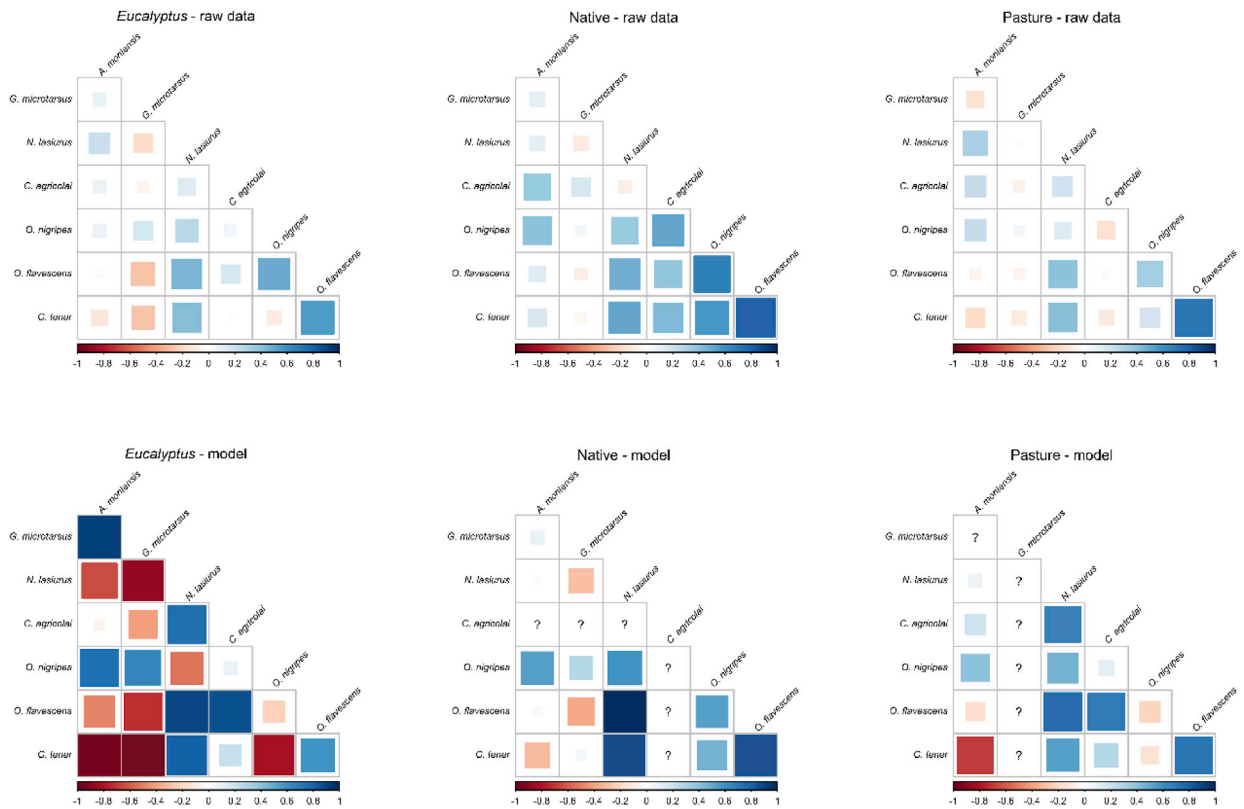 Eucalyptus - raw data
A. montensis
G. microtarsus
G. microtarsus
N. lasiurus
N. lasiurus
C. agricolai
C agricolai
O. nigripes
O. nigripes
O. flavescens
O. flavescens
C. tener
-1 -0.8 -0.6 -0.4 -0.2 0 0.2 0.4 0.6 0.8 1
Native - raw data
A. montensis
G. microtarsus
G. microtarsus
N. lasiurus
N. lasiurus
C. agricolai
C agricolai
O. nigripes
O. nigripes
O. flavescens
O. flavescens
C. tener
-1 -0.8 -0.6 -0.4 -0.2 0 0.2 0.4 0.6 0.8 1
Pasture - raw data
A. montensis
G. microtarsus
G. microtarsus
N. lasiurus
N. lasiurus
C. agricolai
C agricolai
O. nigripes
O. nigripes
O. flavescens
O. flavescens
C. tener
-1 -0.8 -0.6 -0.4 -0.2 0 0.2 0.4 0.6 0.8 1
Eucalyptus - model
A. montensis
G. microtarsus
G. microtarsus
N. lasiurus
N. lasiurus
C. agricolai
C agricolai
O. nigripes
O. nigripes
O. flavescens
O. flavescens
C. tener
-1 -0.8 -0.6 -0.4 -0.2 0 0.2 0.4 0.6 0.8 1
Native - model
A. montensis
G. microtarsus
G. microtarsus
N. lasiurus
N. lasiurus
C. agricolai ? ? ?
C agricolai
O. nigripes ?
O. nigripes
O. flavescens ?
O. flavescens
C. tener ?
-1 -0.8 -0.6 -0.4 -0.2 0 0.2 0.4 0.6 0.8 1
Pasture - model
A. montensis
G. microtarsus ?
G. microtarsus
N. lasiurus ?
N. lasiurus
C. agricolai ?
C agricolai
O. nigripes ?
O. nigripes
O. flavescens ?
O. flavescens
C. tener ?
-1 -0.8 -0.6 -0.4 -0.2 0 0.2 0.4 0.6 0.8 1